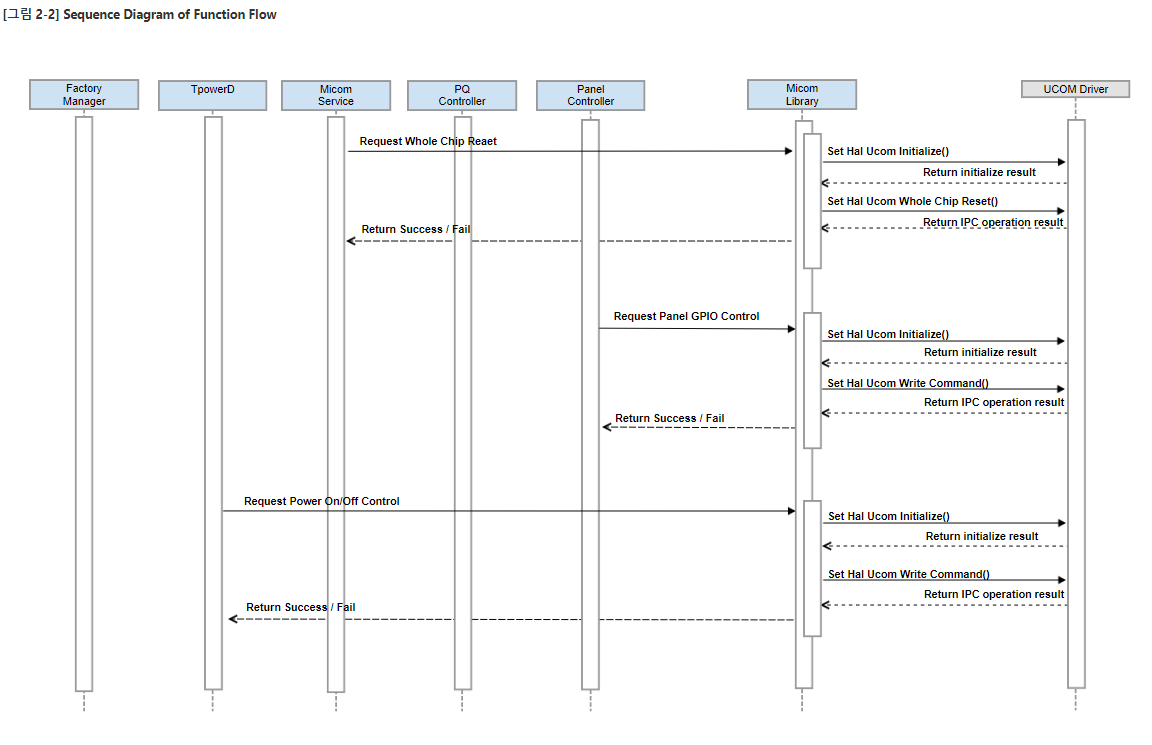 [그림 2-2] Sequence Diagram of Function Flow
Factory
Manager
TpowerD
Micom
Service
PQ
Controller
Panel
Controller
Micom
Library
UCOM Driver
Request Whole Chip Reaet
Set Hal Ucom Initialize()
Return initialize result
Set Hal Ucom Whole Chip Reset()
Return IPC operation result
Return Success / Fail
Request Panel GPIO Control
Set Hal Ucom Initialize()
Return initialize result
Set Hal Ucom Write Command()
Return IPC operation result
Return Success / Fail
Request Power On/Off Control
Set Hal Ucom Initialize()
Return initialize result
Set Hal Ucom Write Command()
Return IPC operation result
Return Success / Fail